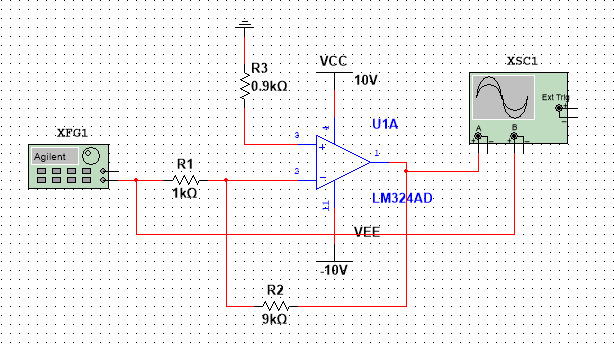 XSC1
VCC
R3
10V
0.9kΩ
Ext Trig
+
U1A
A
B
XFG1
4
3
1
Agilent
R1
2
1kΩ
11
LM324AD
VEE
-10V
R2
9kΩ